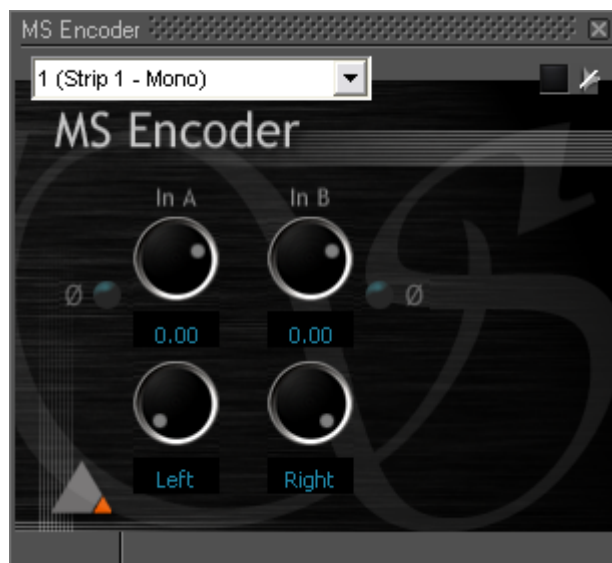 MS Encoder
1 (Strip 1 - Mono)
MS Encoder
In A In B
Ø Ø
0.00 0.00
Left Right